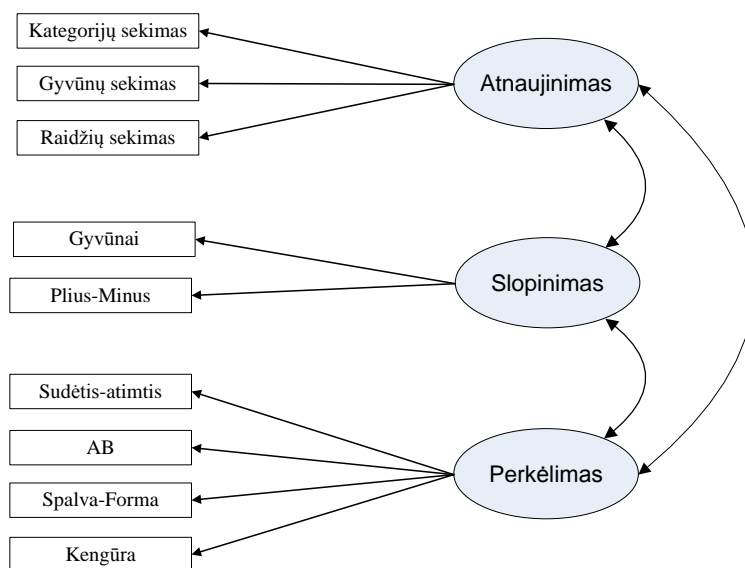 Kategorijų sekimas
Gyvūnų sekimas
Raidžių sekimas
Atnaujinimas
Gyvūnai
Plius-Minus
Slopinimas
Sudėtis-atimtis
AB
Spalva-Forma
Kengūra
Perkėlimas